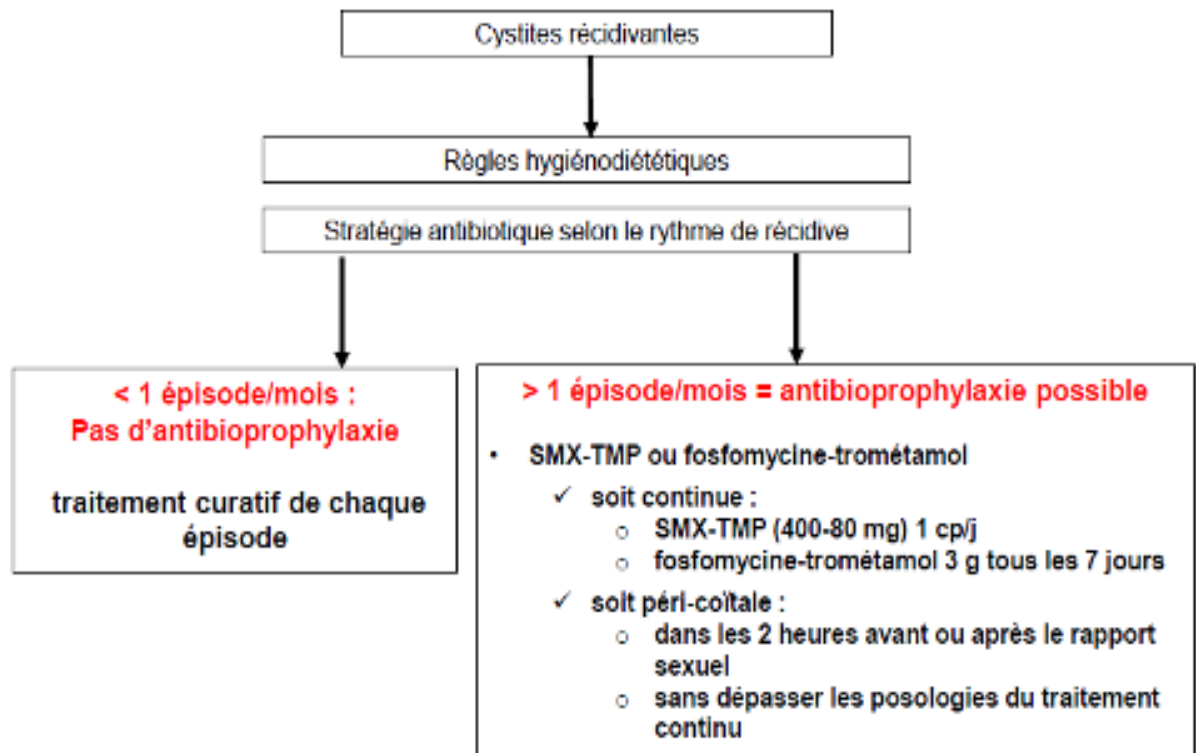 Cystites récidivantes
Règles hygiénodiététiques
Stratégie antibiotique selon le rythme de récidive
< 1 épisode/mois :
Pas d'antibioprophylaxie
traitement curatif de chaque
épisode
> 1 épisode/mois = antibioprophylaxie possible
• SMX-TMP ou fosfomycine-trométamol
✓ soit continue :
o SMX-TMP (400-80 mg) 1 cp/j
o fosfomycine-trométamol 3 g tous les 7 jours
✓ soit péri-coïtale :
o dans les 2 heures avant ou après le rapport
sexuel
o sans dépasser les posologies du traitement
continu